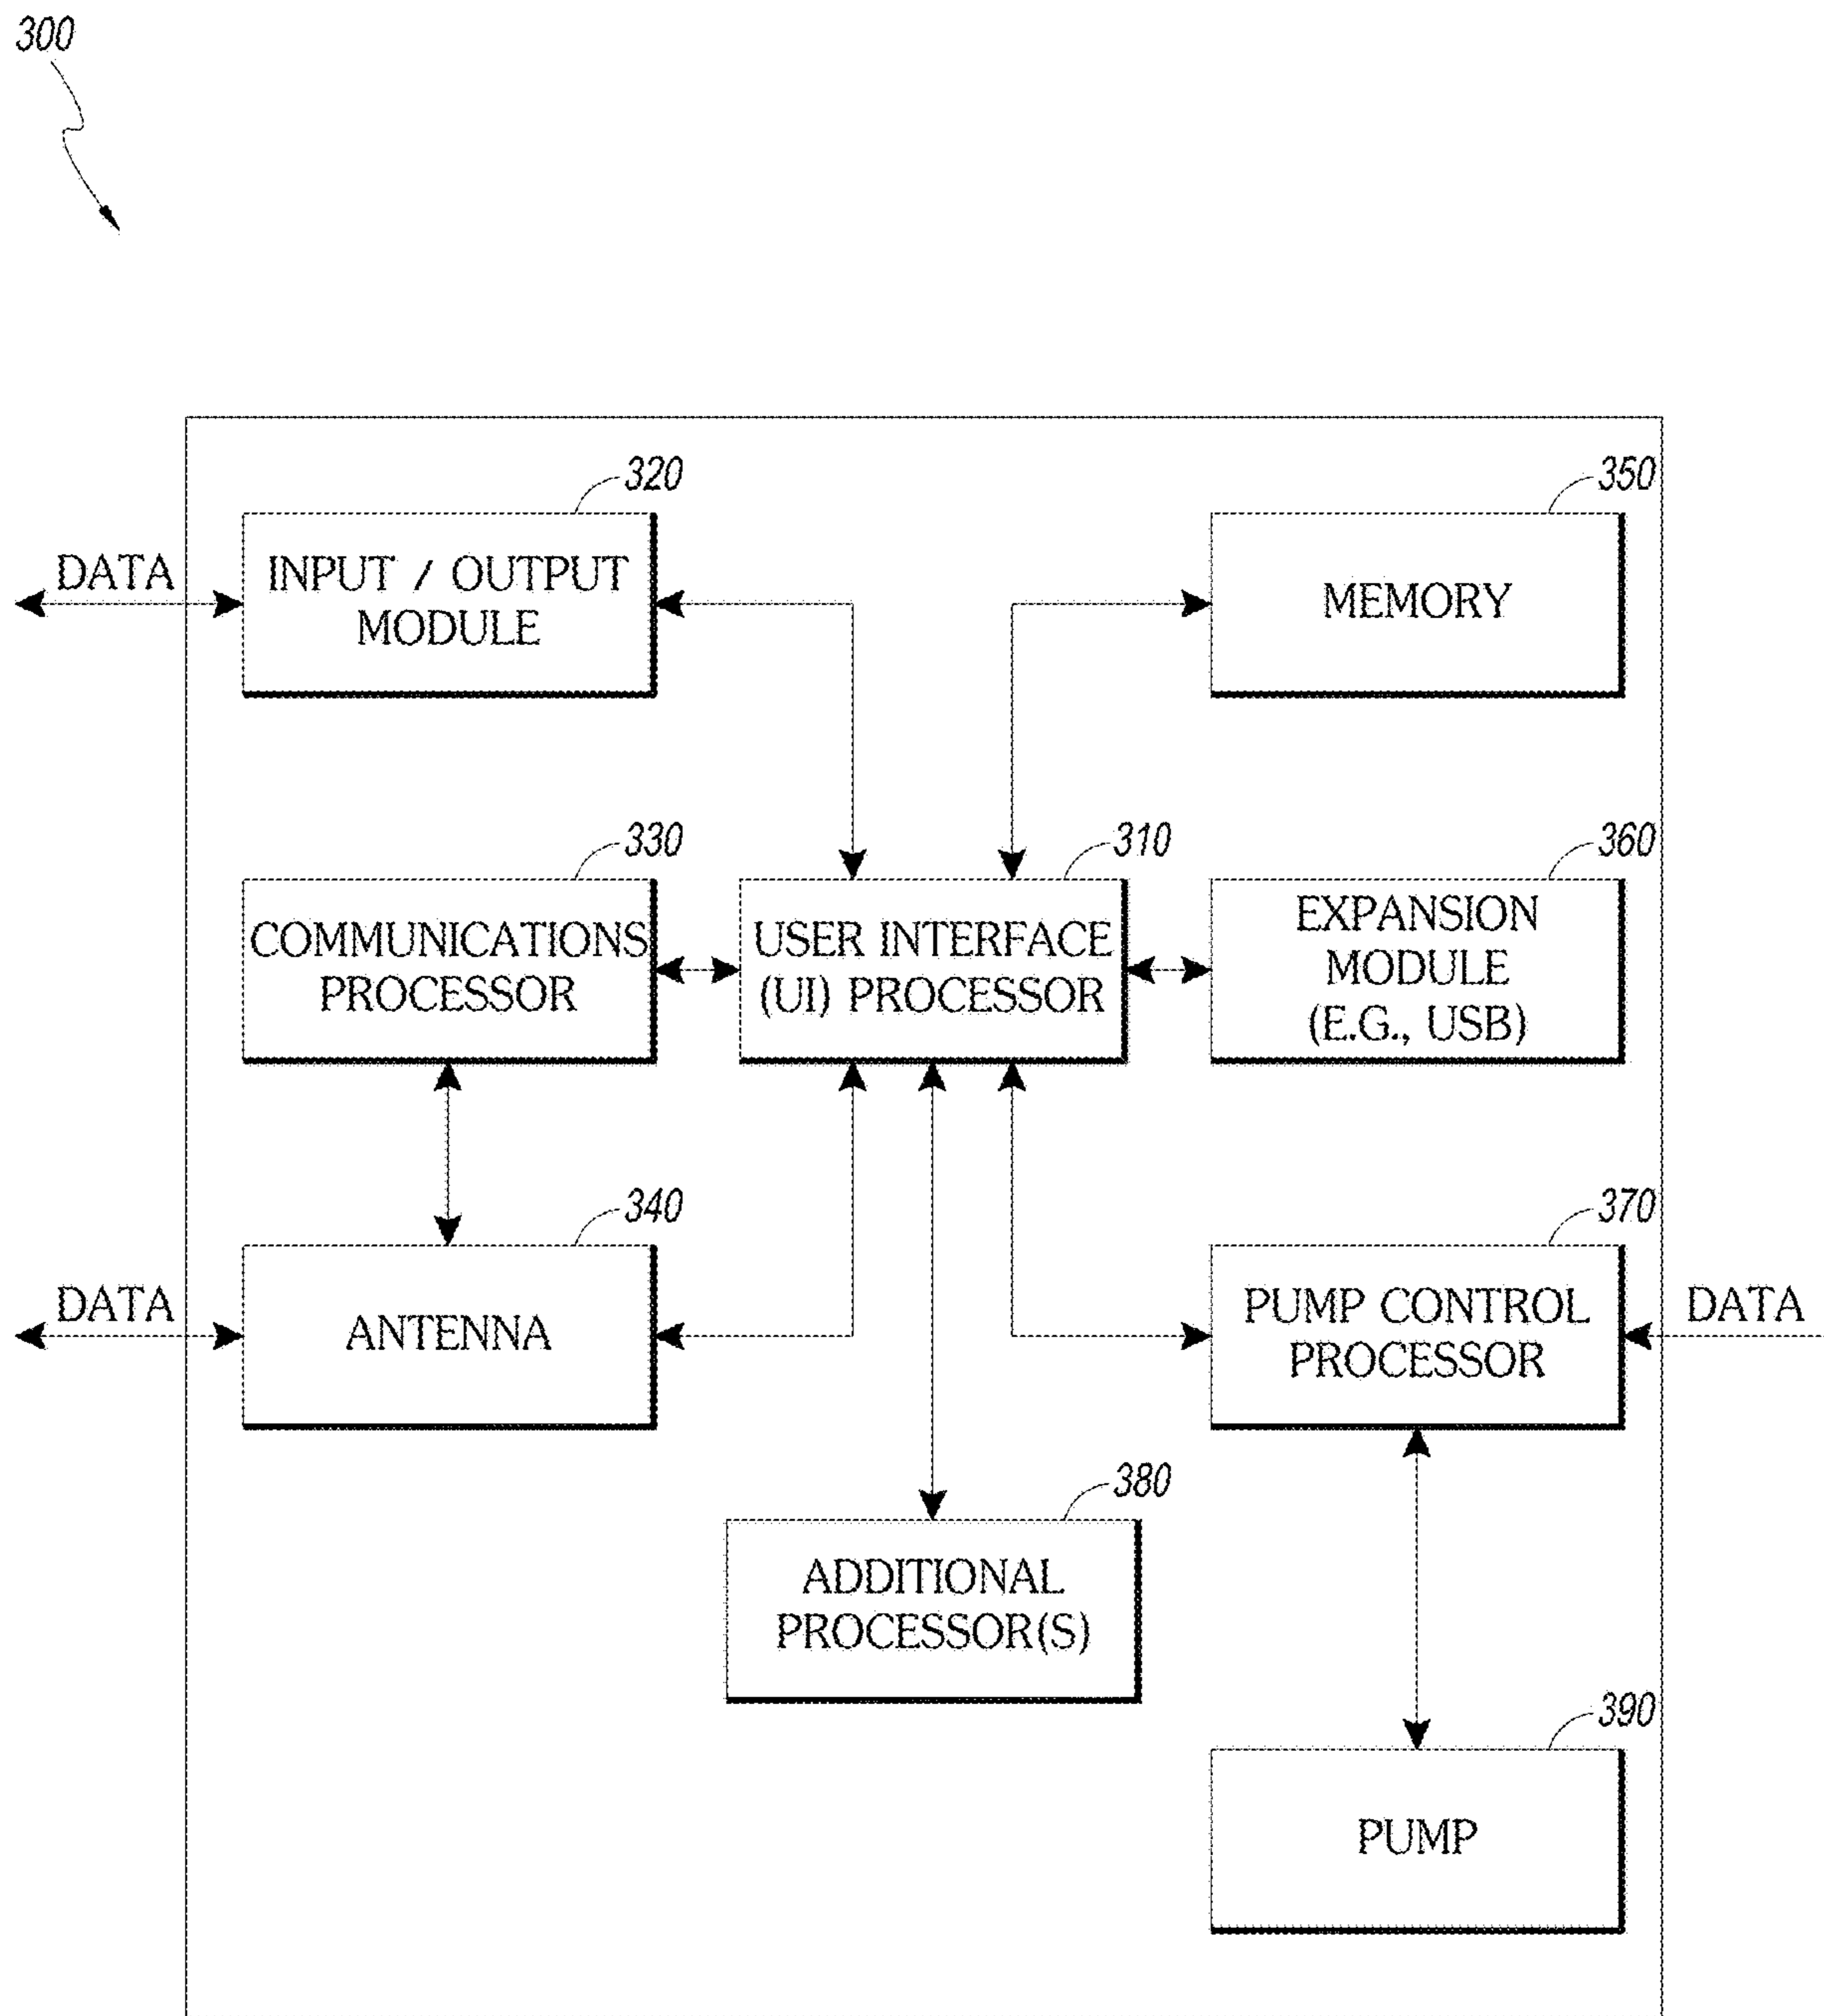 300
320
350
DATA
INPUT / OUTPUT
MODULE
MEMORY
330
310
360
COMMUNICATIONS
PROCESSOR
USER INTERFACE
(UI) PROCESSOR
EXPANSION
MODULE
(E.G., USB)
340
370
DATA
ANTENNA
PUMP CONTROL
PROCESSOR
DATA
380
ADDITIONAL
PROCESSOR(S)
390
PUMP